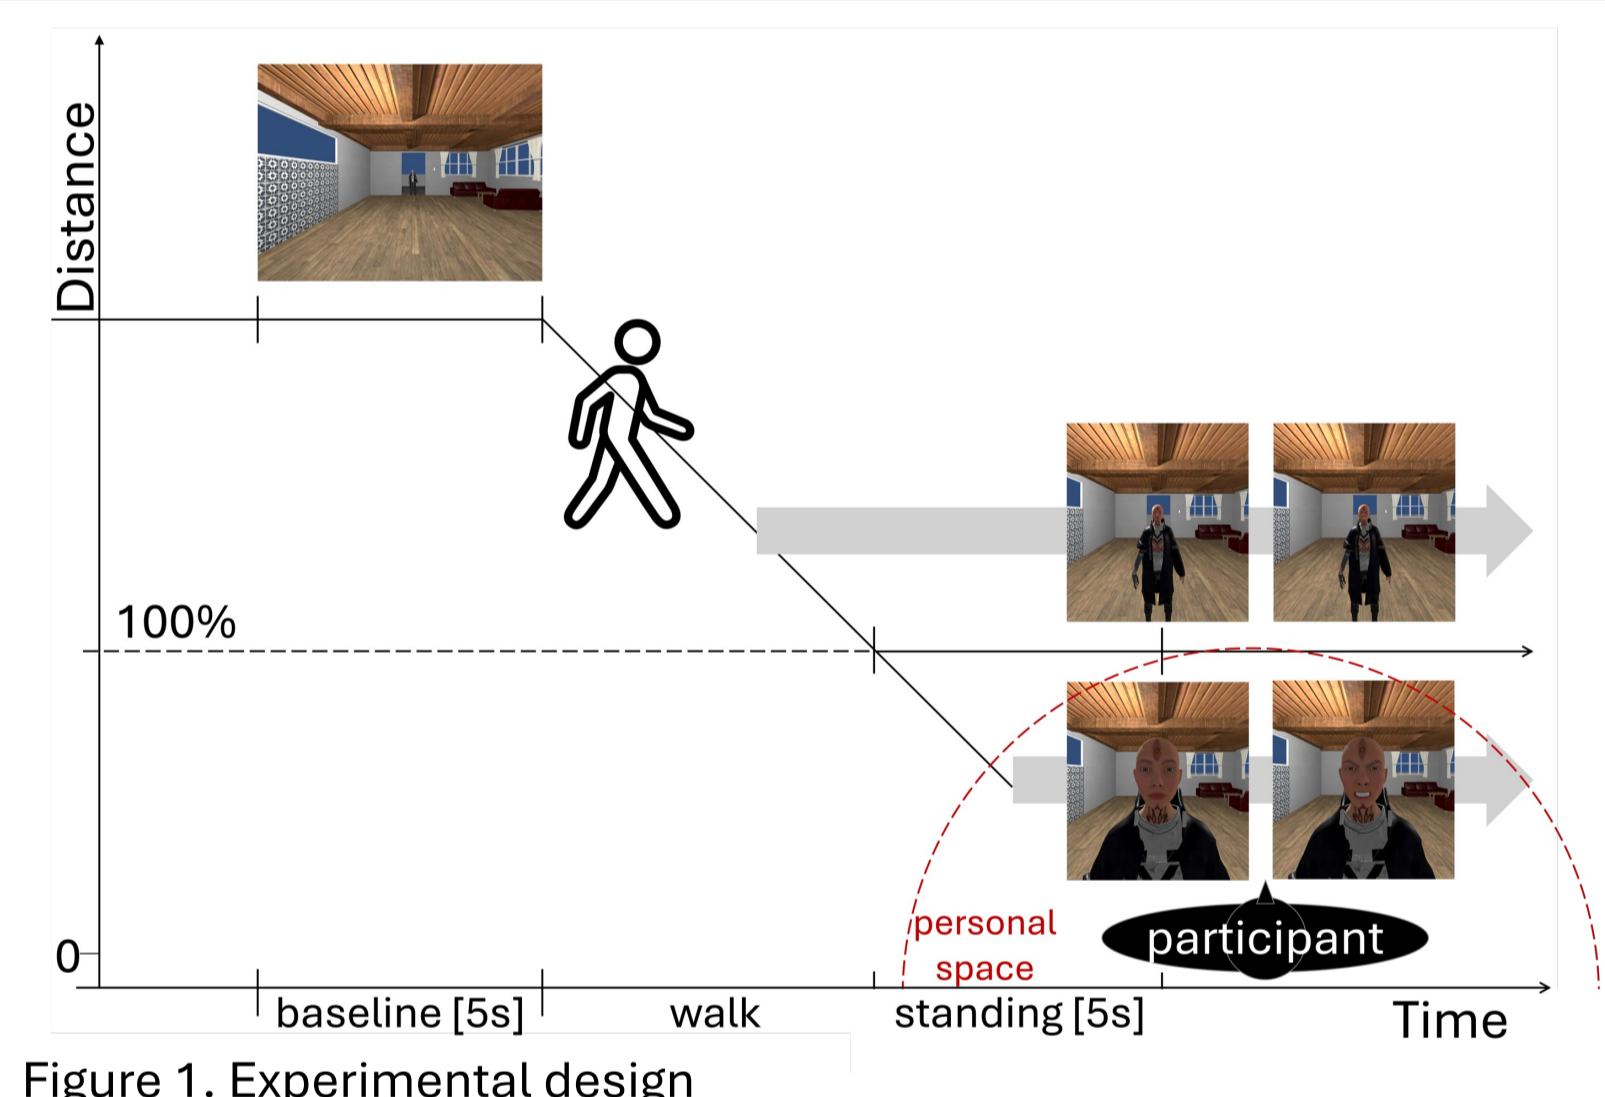 Distance
100%
personal
space
participant
0
baseline [5s]
walk
standing [5s]
Time
Figure 1. Experimental design